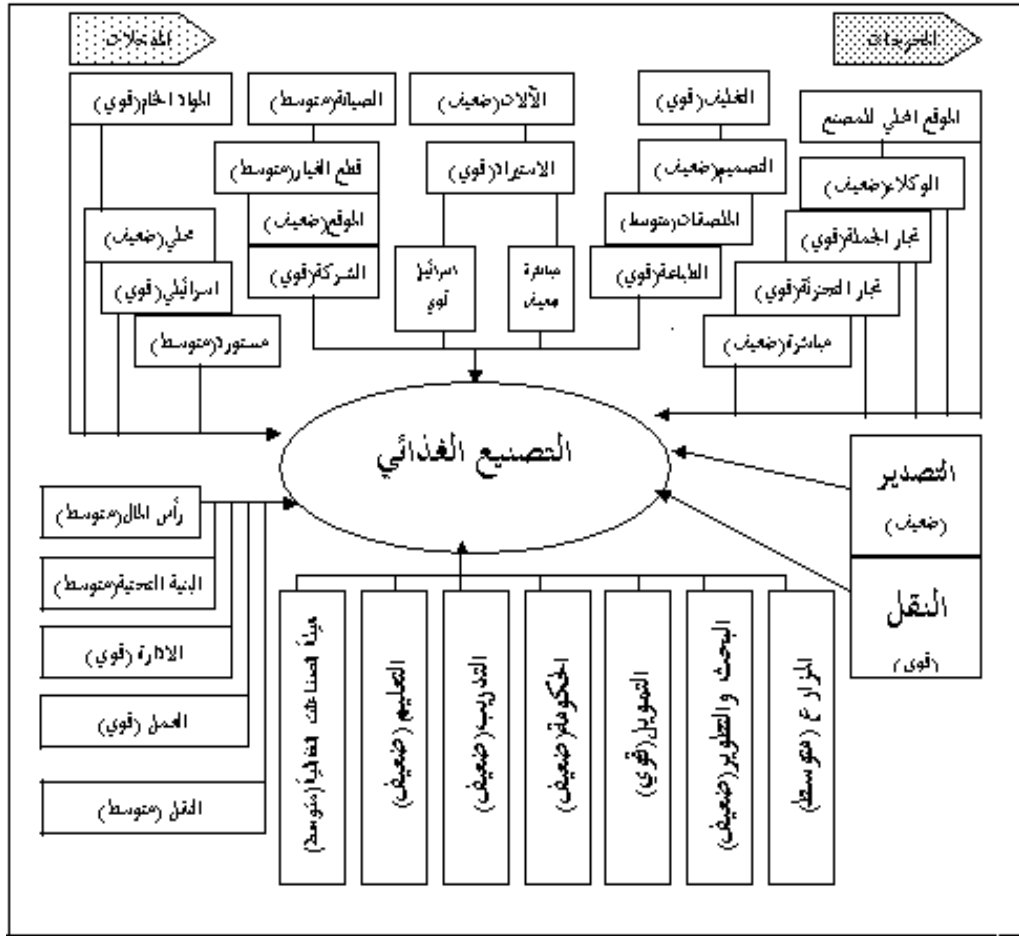 المخرجات
المدخلات
المواد الخام(قوي)
الصيانة(متوسط)
الآلات(ضعيف)
التغليف(قوي)
الموقع المحلي للمصنع
قطع الغيار(متوسط)
الاستيراد(قوي)
التصميم(ضعيف)
الوكلاء(ضعيف)
محلي(ضعيف)
الموقع(ضعيف)
الملصقات(متوسط)
تجار الجملة(قوي)
اسرائيلي(قوي)
الشركة(قوي)
اسرائيل
قوي
مباشرة
ضعيف
الطباعة(قوي)
تجار التجزئة(قوي)
مستورد(متوسط)
مباشرة(ضعيف)
التصنيع الغذائي
التصدير
(ضعيف)
النقل
(قوى)
رأس المال(متوسط)
البنية التحتية(متوسط)
الادارة (قوي)
العمل (قوي)
النقل (متوسط)
المزارع (متوسط)
البحث والتطوير(ضعيف)
التمويل(قوي)
الحكومة(ضعيف)
التدريب(ضعيف)
التعليم (ضعيف)
هيئة الصناعات الغذائية(متوسط)